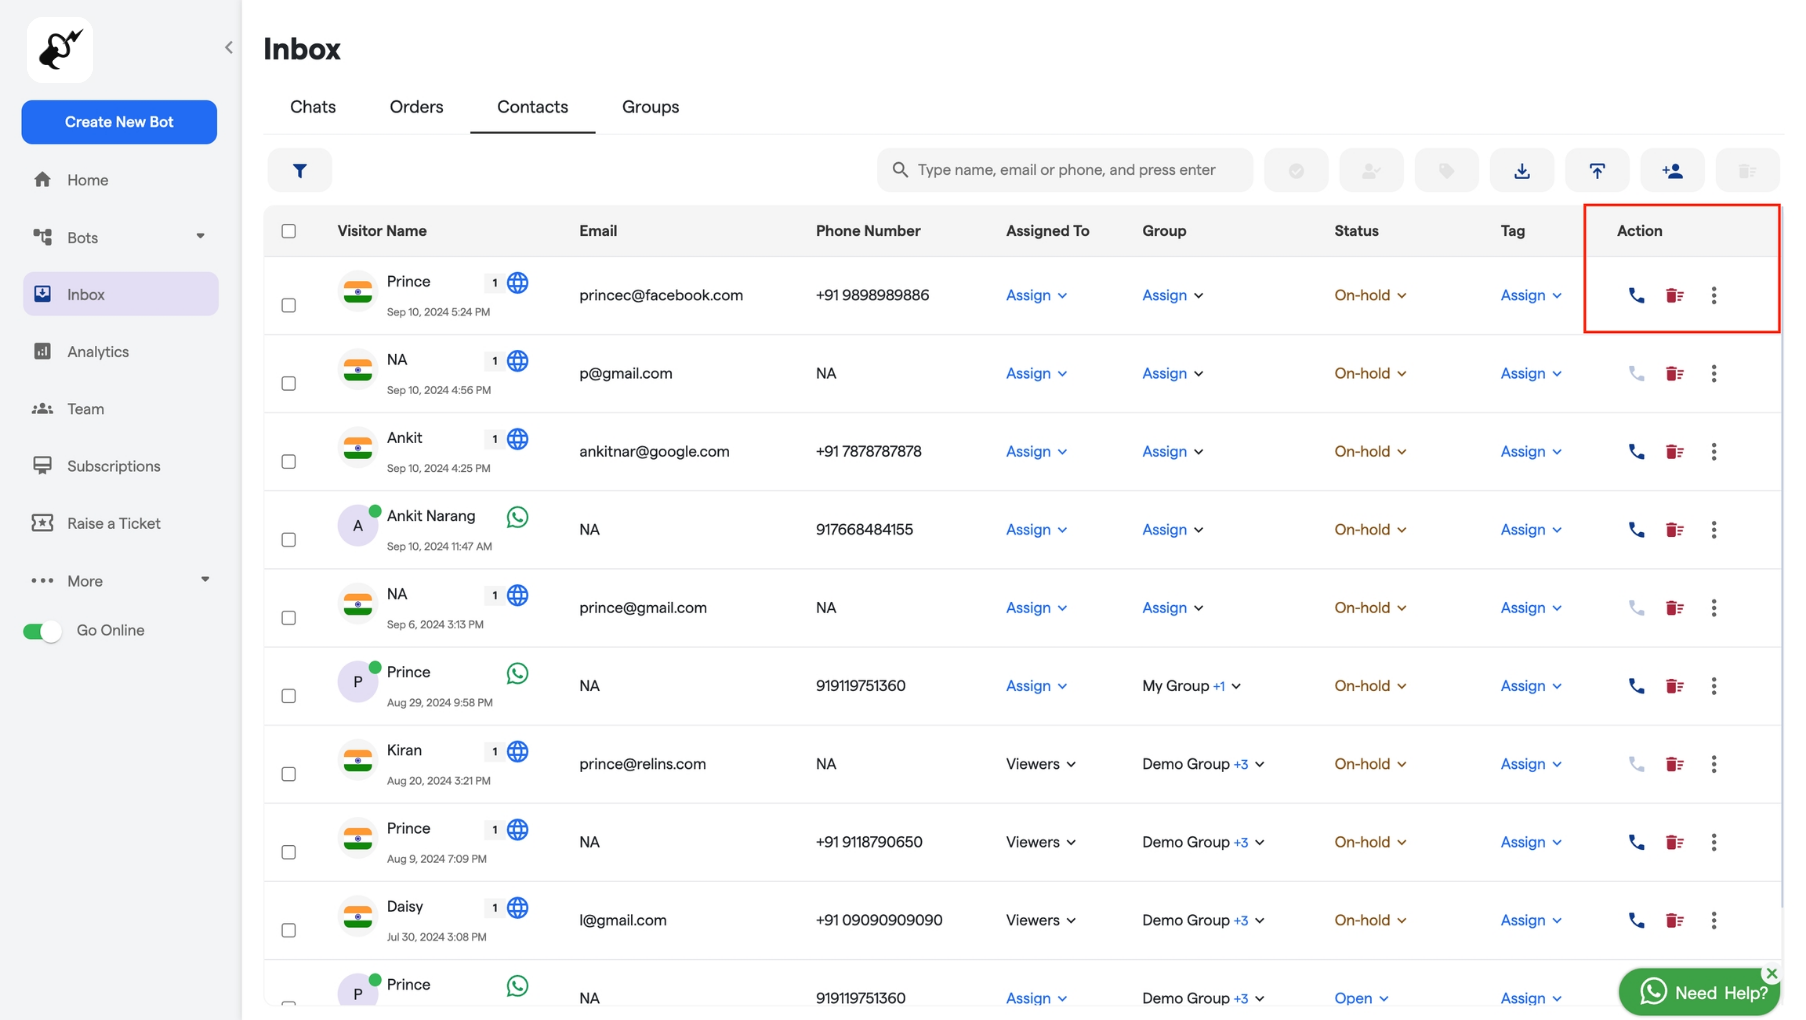 Inbox
Create New Bot
Home
Bots
Inbox
Analytics
Team
Subscriptions
Raise a Ticket
More
Go Online
Chats Orders Contacts Groups
Type name, email or phone, and press enter
Visitor Name Email Phone Number Assigned To Group Status Tag Action
Prince 1
Sep 10, 2024 5:24 PM
princec@facebook.com +91 9898989886 Assign Assign On-hold Assign
NA 1
Sep 10, 2024 4:56 PM
p@gmail.com NA Assign Assign On-hold Assign
Ankit 1
Sep 10, 2024 4:25 PM
ankitnar@google.com +91 7878787878 Assign Assign On-hold Assign
A
Ankit Narang
Sep 10, 2024 11:47 AM
NA 917668484155 Assign Assign On-hold Assign
NA 1
Sep 6, 2024 3:13 PM
prince@gmail.com NA Assign Assign On-hold Assign
P
Prince
Aug 29, 2024 9:58 PM
NA 919119751360 Assign My Group +1 On-hold Assign
Kiran 1
Aug 20, 2024 3:21 PM
prince@relins.com NA Viewers Demo Group +3 On-hold Assign
Prince 1
Aug 9, 2024 7:09 PM
NA +91 9118790650 Viewers Demo Group +3 On-hold Assign
Daisy 1
Jul 30, 2024 3:08 PM
l@gmail.com +91 09090909090 Viewers Demo Group +3 On-hold Assign
P
Prince
NA 919119751360 Assign Demo Group +3 Open Assign
Need Help?